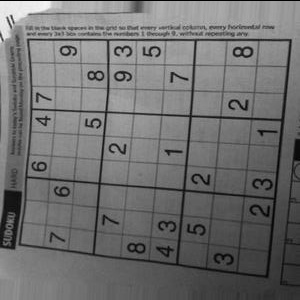 Fill in the blank spaces in the grid so that every vertical column, every horizontal row
and every 3x3 box contains the numbers 1 through 9, without repeating any.
SUDOKU HARD
9 3 5 8
8 9 7
7 2
4 5 1
2 1
6 2 3
6 2
7 3 5
7 8 4 3